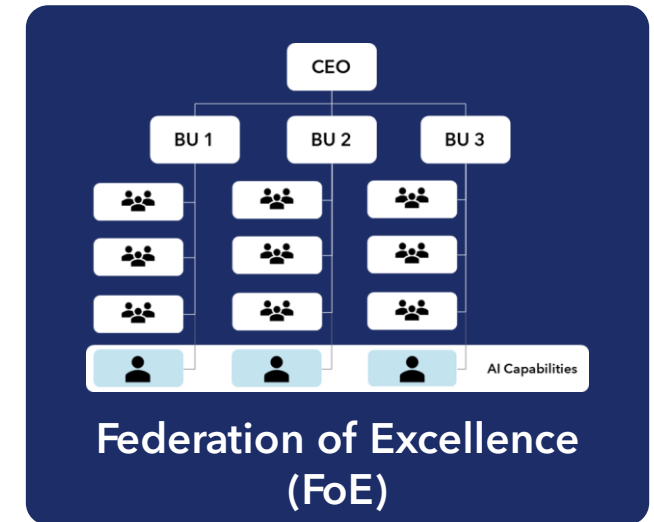 CEO
BU 1
BU 2
BU 3
AI Capabilities
Federation of Excellence
(FoE)